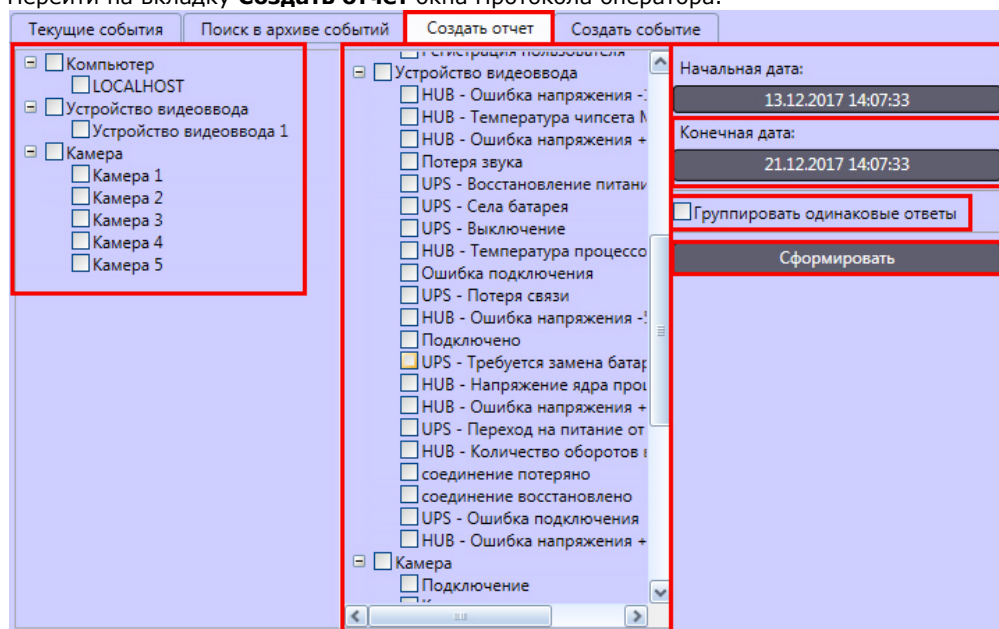 Перейти на вкладку Создать отчет окна Протокола оператора.
Текущие события
Поиск в архиве событий
Создать отчет
Создать событие
Компьютер
LOCALHOST
Устройство видеоввода
Устройство видеоввода 1
Камера
Камера 1
Камера 2
Камера 3
Камера 4
Камера 5
Регистрация пользователя
Устройство видеоввода
HUB - Ошибка напряжения -
HUB - Температура чипсета
HUB - Ошибка напряжения +
Потеря звука
UPS - Восстановление питани
UPS - Села батарея
UPS - Выключение
HUB - Температура процессо
Ошибка подключения
UPS - Потеря связи
HUB - Ошибка напряжения -
Подключено
UPS - Требуется замена батар
HUB - Напряжение ядра проц
HUB - Ошибка напряжения +
UPS - Переход на питание от
HUB - Количество оборотов в
соединение потеряно
соединение восстановлено
UPS - Ошибка подключения
HUB - Ошибка напряжения +
Камера
Подключение
Начальная дата:
13.12.2017 14:07:33
Конечная дата:
21.12.2017 14:07:33
Группировать одинаковые ответы
Сформировать